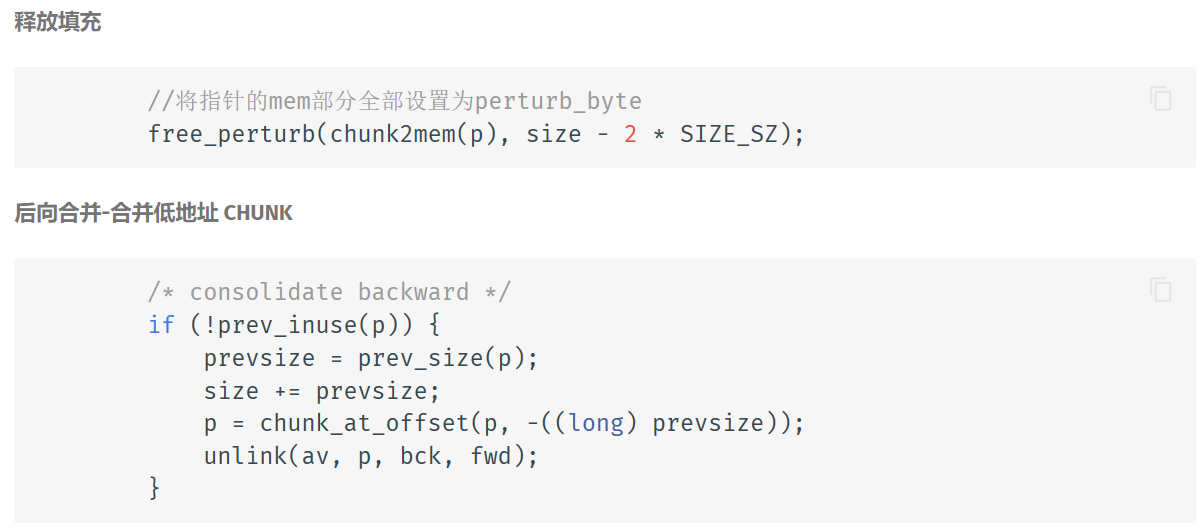 释放填充
//将指针的mem部分全部设置为perturb_byte
free_perturb(chunk2mem(p), size - 2 * SIZE_SZ);
后向合并-合并低地址 CHUNK
/* consolidate backward */
if (!prev_inuse(p)) {
    prevsize = prev_size(p);
    size += prevsize;
    p = chunk_at_offset(p, -((long) prevsize));
    unlink(av, p, bck, fwd);
}